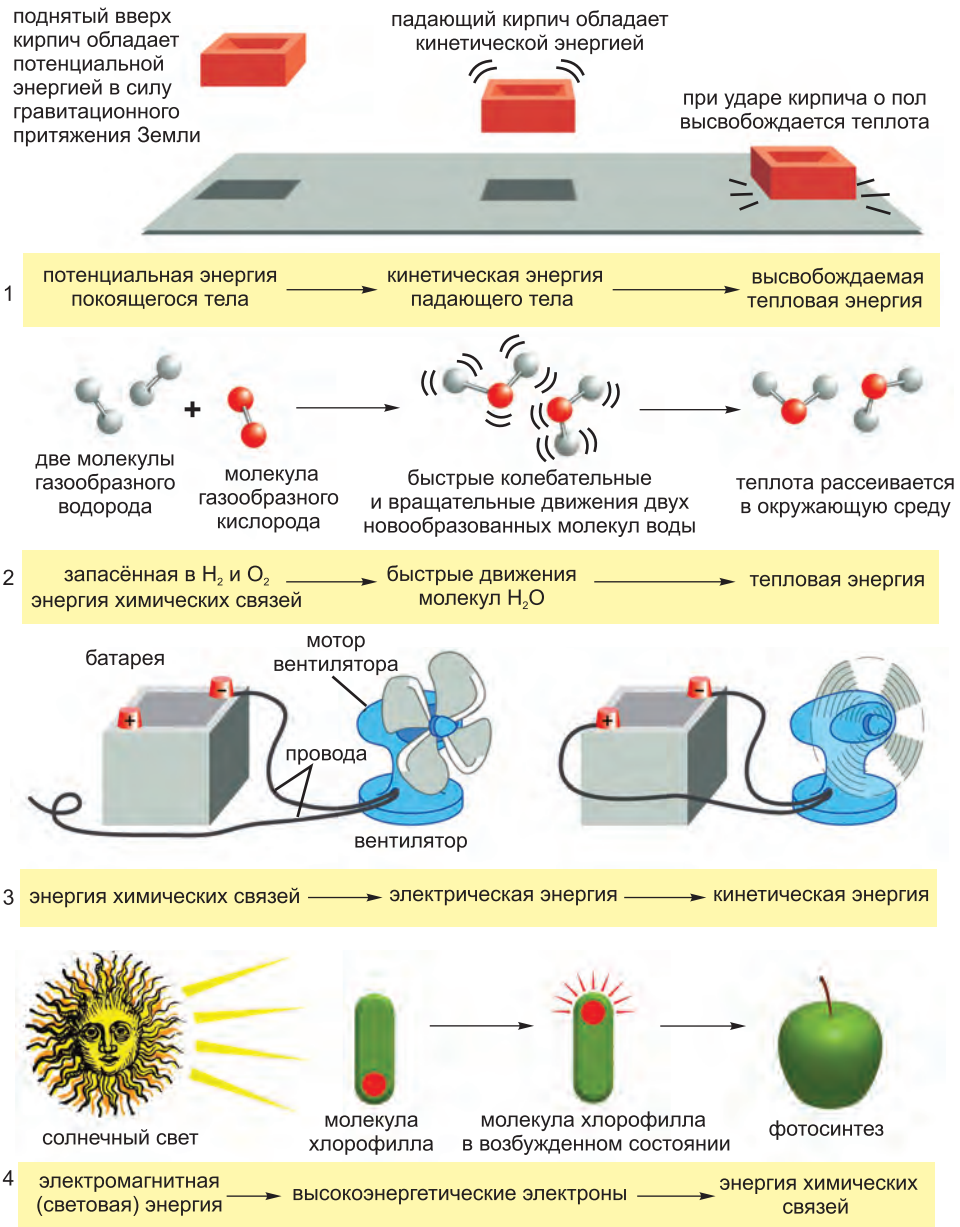 поднятый вверх
кирпич обладает
потенциальной
энергией в силу
гравитационного
притяжения Земли
падающий кирпич обладает
кинетической энергией
при ударе кирпича о пол
высвобождается теплота
1
потенциальная энергия
покоящегося тела
кинетическая энергия
падающего тела
высвобождаемая
тепловая энергия
+
две молекулы
газообразного
водорода
молекула
газообразного
кислорода
быстрые колебательные
и вращательные движения двух
новообразованных молекул воды
теплота рассеивается
в окружающую среду
2
запасённая в H₂ и O₂
энергия химических связей
быстрые движения
молекул H₂O
тепловая энергия
батарея
мотор
вентилятора
–
+
провода
вентилятор
–
+
3
энергия химических связей
электрическая энергия
кинетическая энергия
солнечный свет
молекула
хлорофилла
молекула хлорофилла
в возбужденном состоянии
фотосинтез
4
электромагнитная
(световая) энергия
высокоэнергетические электроны
энергия химических
связей